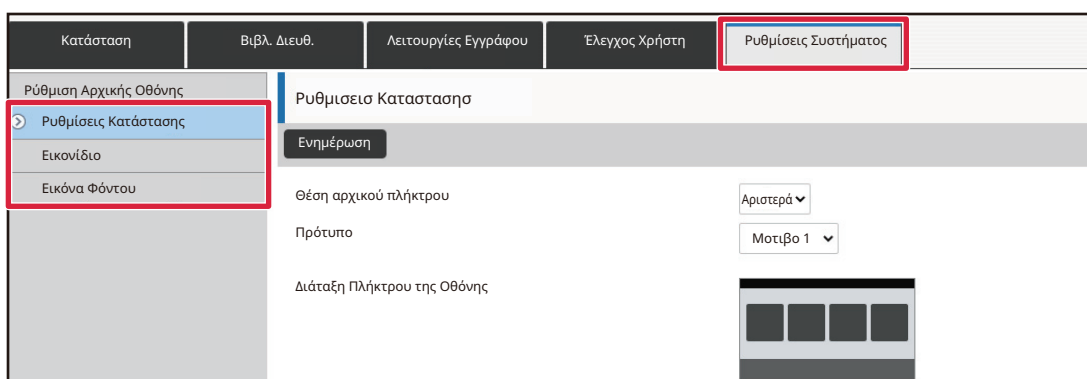 Κατάσταση Βιβλ. Διευθ. Λειτουργίες Εγγράφου Έλεγχος Χρήστη Ρυθμίσεις Συστήματος
Ρύθμιση Αρχικής Οθόνης
Ρυθμίσεις Κατάστασης
Εικονίδιο
Εικόνα Φόντου
Ρυθμισεισ Καταστασησ
Ενημέρωση
Θέση αρχικού πλήκτρου Αριστερά
Πρότυπο Μοτιβο 1
Διάταξη Πλήκτρου της Οθόνης